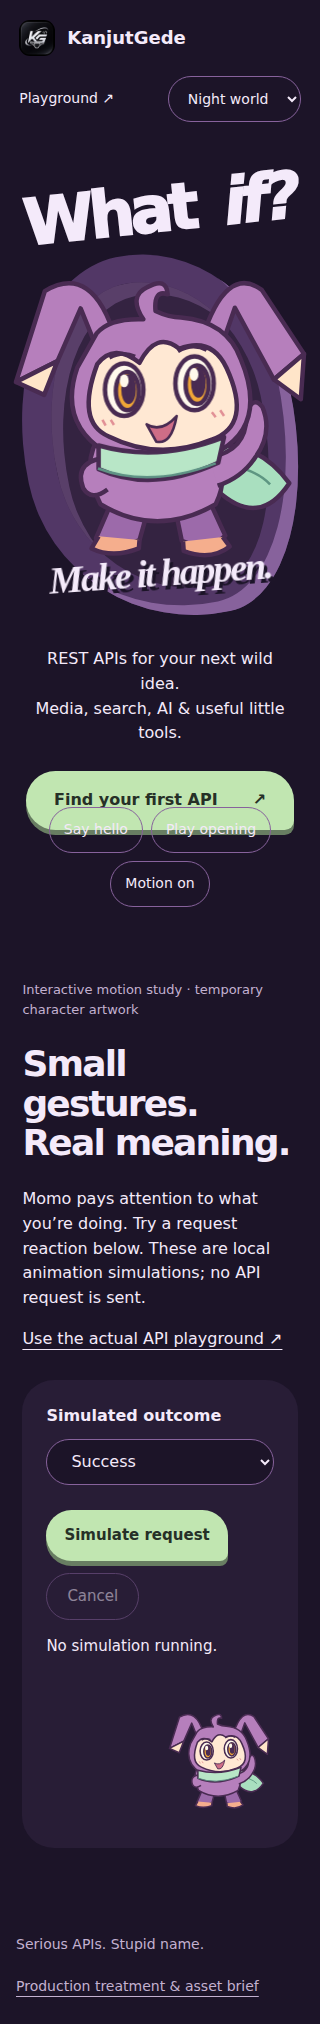 KG
KanjutGede
Playground ↗
Night world
What if?
Make it happen.
REST APIs for your next wild
idea.
Media, search, AI & useful little
tools.
Find your first API ↗
Say hello
Play opening
Motion on
Interactive motion study · temporary
character artwork
Small
gestures.
Real meaning.
Momo pays attention to what
you’re doing. Try a request
reaction below. These are local
animation simulations; no API
request is sent.
Use the actual API playground ↗
Simulated outcome
Success
Simulate request
Cancel
No simulation running.
Serious APIs. Stupid name.
Production treatment & asset brief